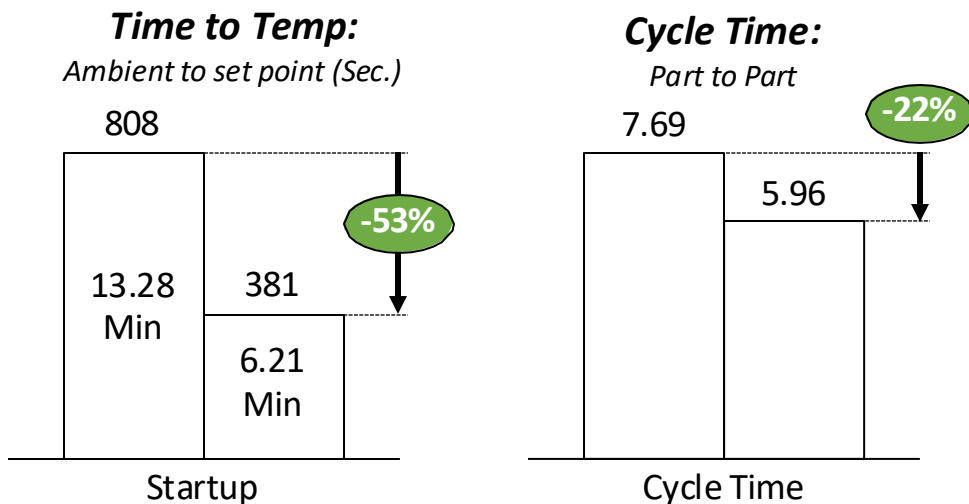 Time to Temp:
Ambient to set point (Sec.)
808
-53%
13.28
Min
381
6.21
Min
Startup
Cycle Time:
Part to Part
-22%
7.69
5.96
Cycle Time